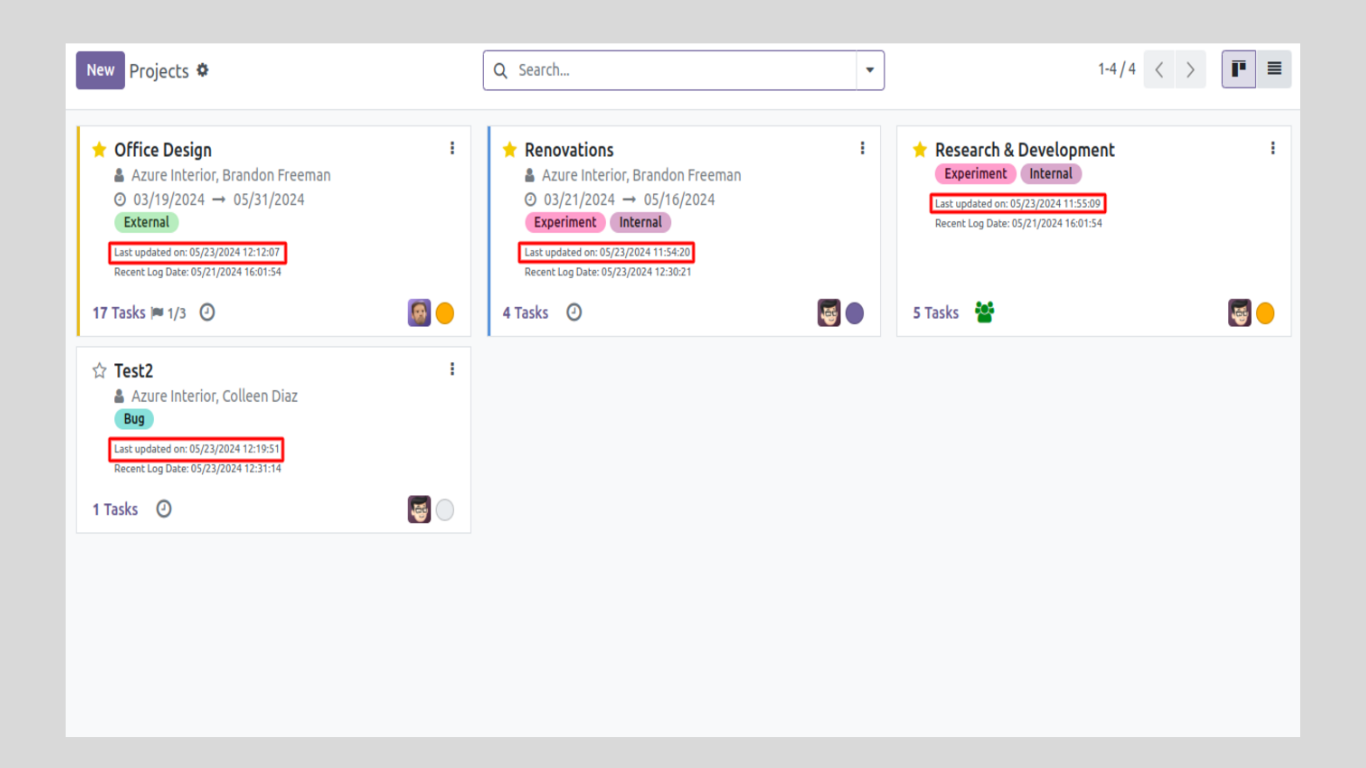 New Projects
Search...
1-4 / 4
Office Design
Azure Interior, Brandon Freeman
03/19/2024 → 05/31/2024
External
Last updated on: 05/23/2024 12:12:07
Recent Log Date: 05/21/2024 16:01:54
17 Tasks 1/3
Renovations
Azure Interior, Brandon Freeman
03/21/2024 → 05/16/2024
Experiment Internal
Last updated on: 05/23/2024 11:54:20
Recent Log Date: 05/23/2024 12:30:21
4 Tasks
Research & Development
Experiment Internal
Last updated on: 05/23/2024 11:55:09
Recent Log Date: 05/21/2024 16:01:54
5 Tasks
Test2
Azure Interior, Colleen Diaz
Bug
Last updated on: 05/23/2024 12:19:51
Recent Log Date: 05/23/2024 12:31:14
1 Tasks